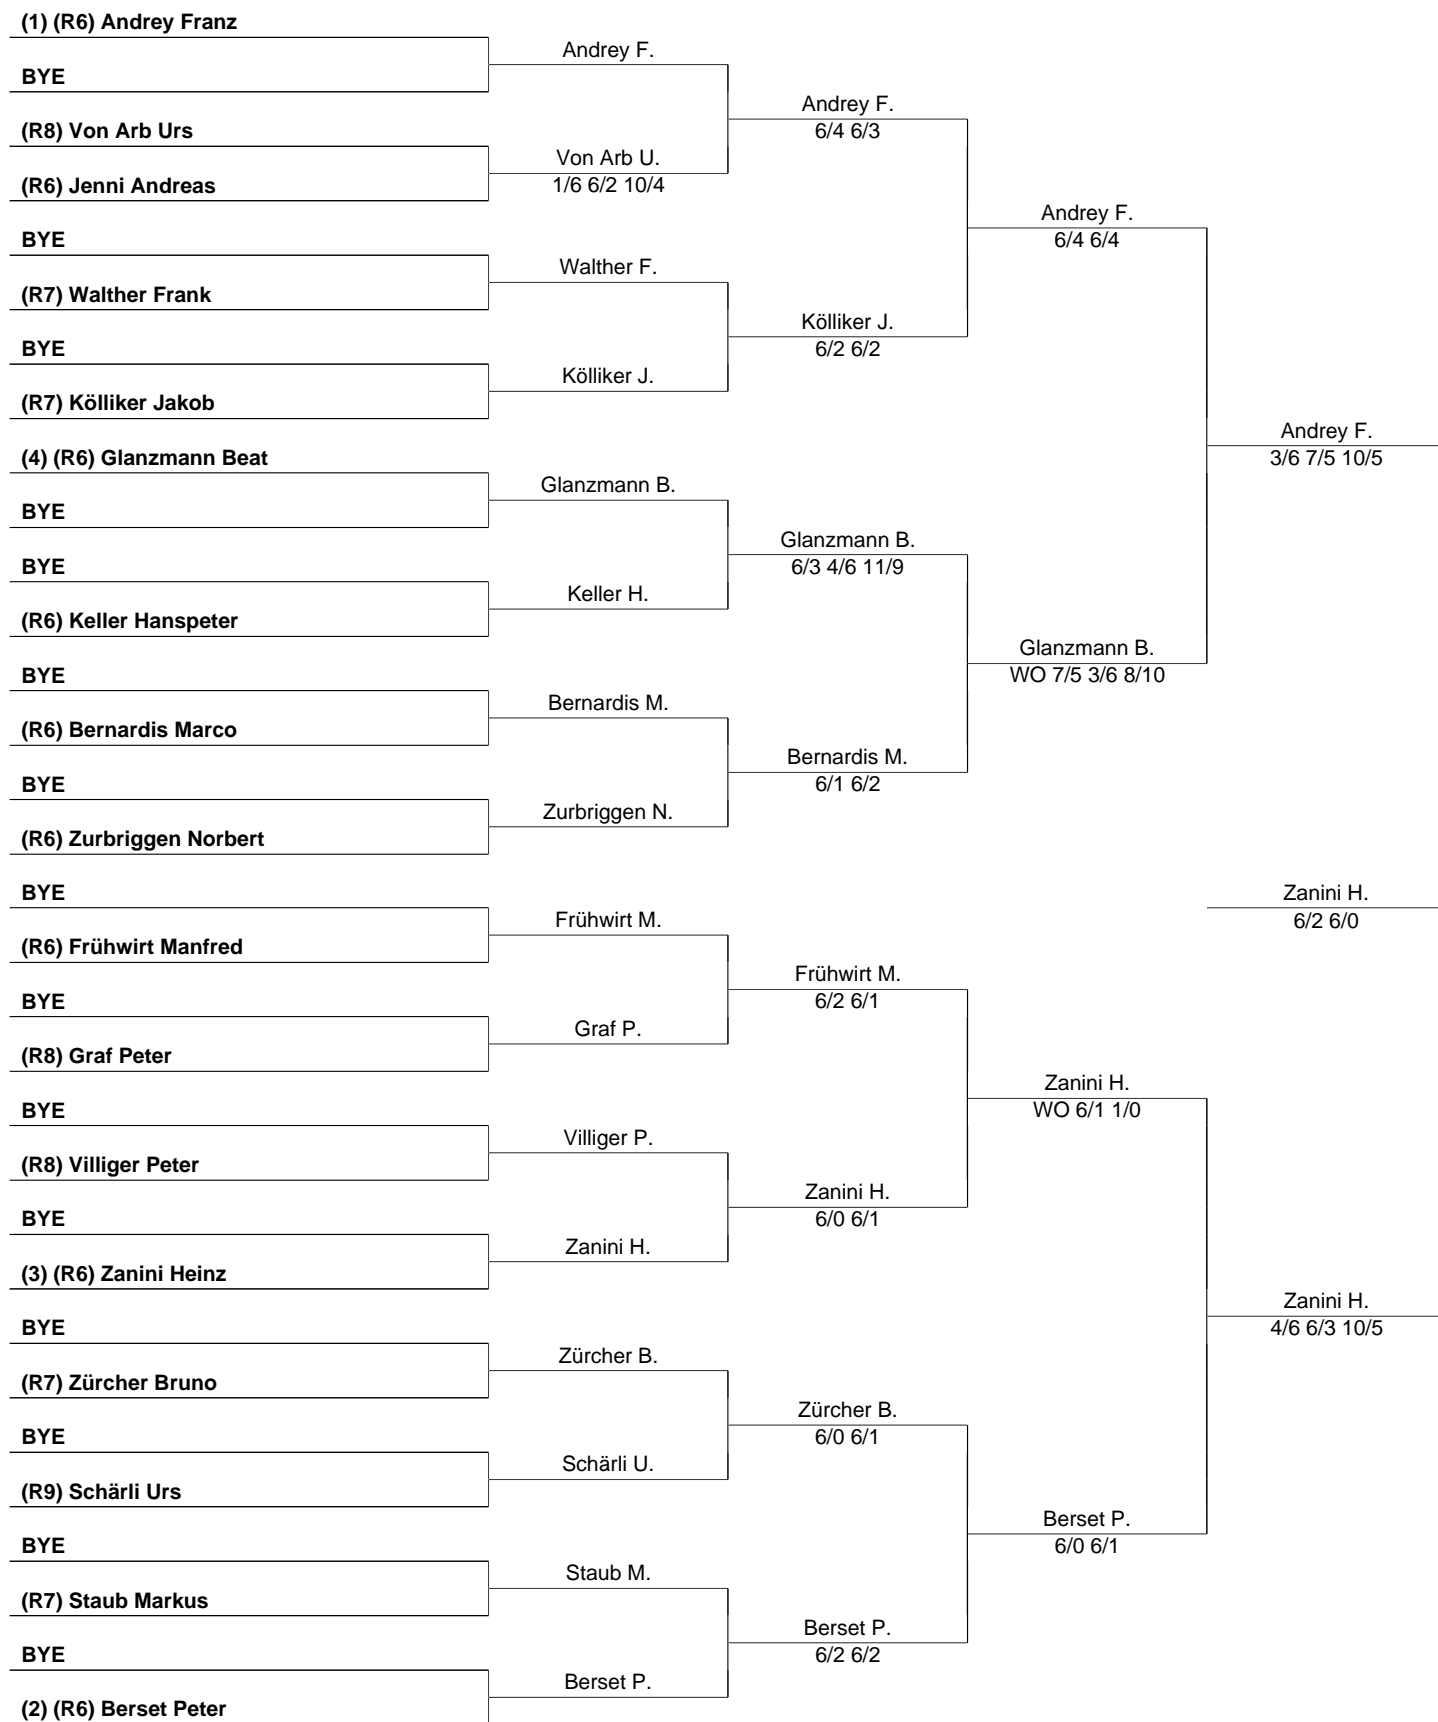 (1) (R6) Andrey Franz
Andrey F.
BYE
Andrey F.
6/4 6/3
(R8) Von Arb Urs
Von Arb U.
1/6 6/2 10/4
(R6) Jenni Andreas
Andrey F.
6/4 6/4
BYE
Walther F.
(R7) Walther Frank
Kölliker J.
6/2 6/2
BYE
Kölliker J.
(R7) Kölliker Jakob
Andrey F.
3/6 7/5 10/5
(4) (R6) Glanzmann Beat
Glanzmann B.
BYE
Glanzmann B.
6/3 4/6 11/9
BYE
Keller H.
(R6) Keller Hanspeter
Glanzmann B.
WO 7/5 3/6 8/10
BYE
Bernardis M.
(R6) Bernardis Marco
Bernardis M.
6/1 6/2
BYE
Zurbriggen N.
(R6) Zurbriggen Norbert
BYE
Zanini H.
6/2 6/0
Frühwirt M.
(R6) Frühwirt Manfred
Frühwirt M.
6/2 6/1
BYE
Graf P.
(R8) Graf Peter
Zanini H.
WO 6/1 1/0
BYE
Villiger P.
(R8) Villiger Peter
Zanini H.
6/0 6/1
BYE
Zanini H.
(3) (R6) Zanini Heinz
Zanini H.
4/6 6/3 10/5
BYE
Zürcher B.
(R7) Zürcher Bruno
Zürcher B.
6/0 6/1
BYE
Schärli U.
(R9) Schärli Urs
Berset P.
6/0 6/1
BYE
Staub M.
(R7) Staub Markus
Berset P.
6/2 6/2
BYE
Berset P.
(2) (R6) Berset Peter